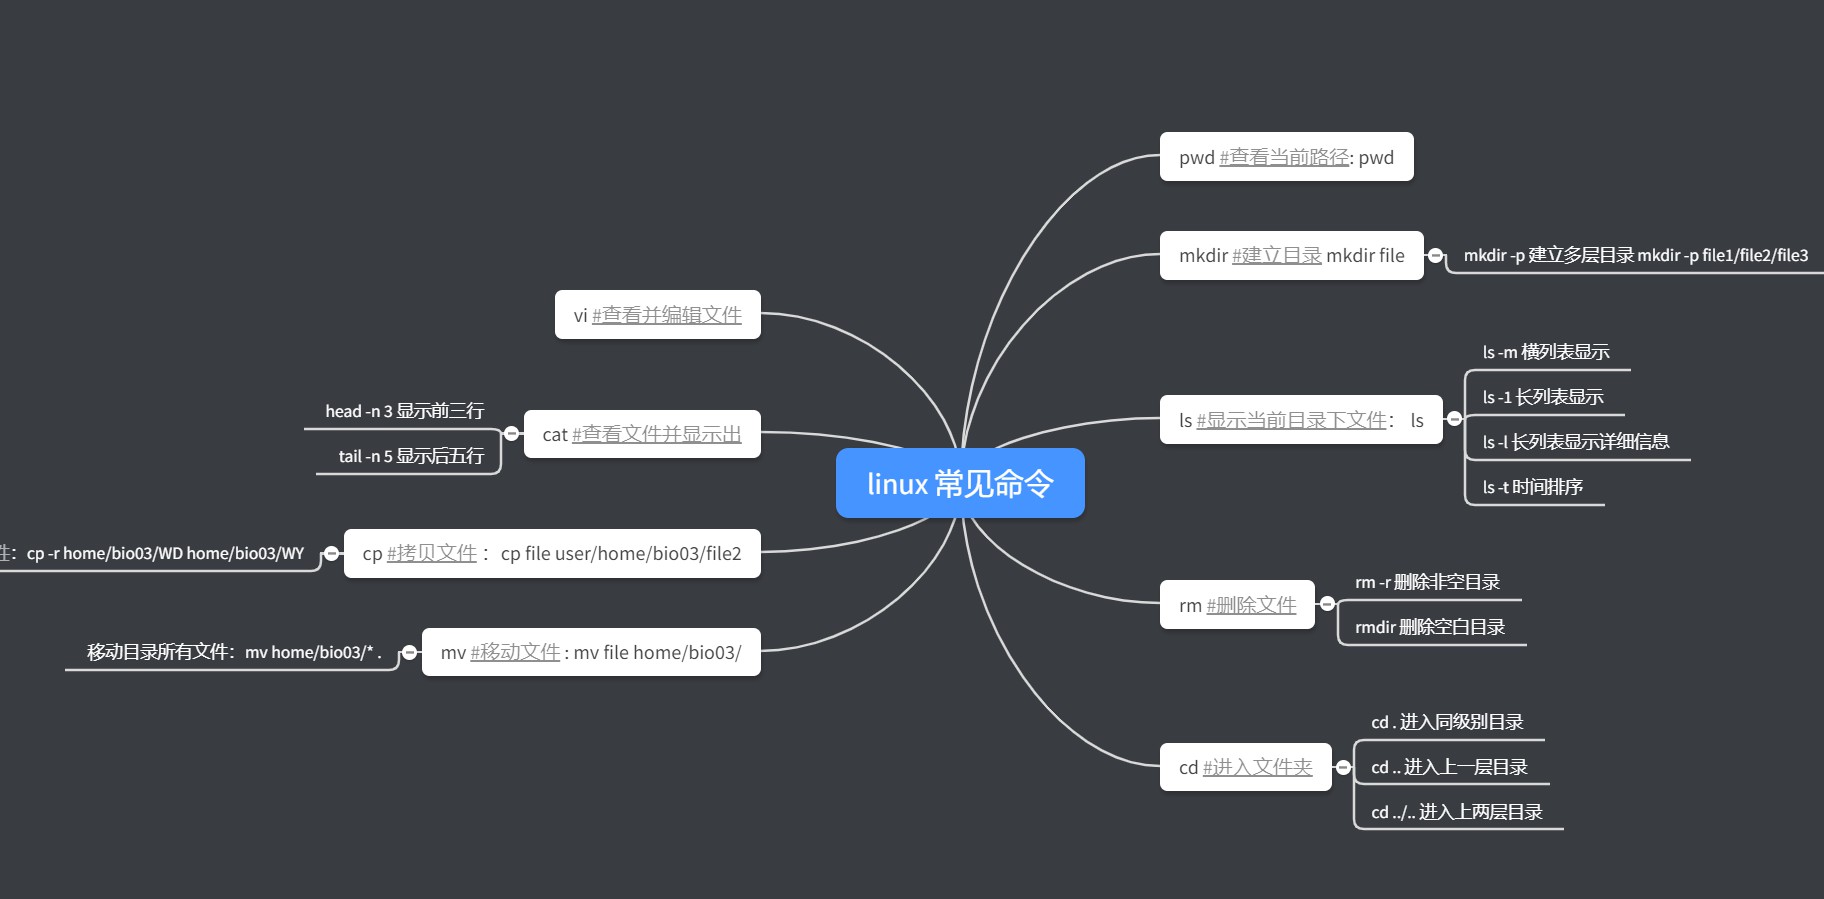 linux 常见命令
pwd #查看当前路径: pwd
mkdir #建立目录 mkdir file
mkdir -p 建立多层目录 mkdir -p file1/file2/file3
ls #显示当前目录下文件： ls
ls -m 横列表显示
ls -1 长列表显示
ls -l 长列表显示详细信息
ls -t 时间排序
rm #删除文件
rm -r 删除非空目录
rmdir 删除空白目录
cd #进入文件夹
cd . 进入同级别目录
cd .. 进入上一层目录
cd ../.. 进入上两层目录
vi #查看并编辑文件
cat #查看文件并显示出
head -n 3 显示前三行
tail -n 5 显示后五行
cp #拷贝文件 ： cp file user/home/bio03/file2
件：cp -r home/bio03/WD home/bio03/WY
mv #移动文件 : mv file home/bio03/
移动目录所有文件：mv home/bio03/* .